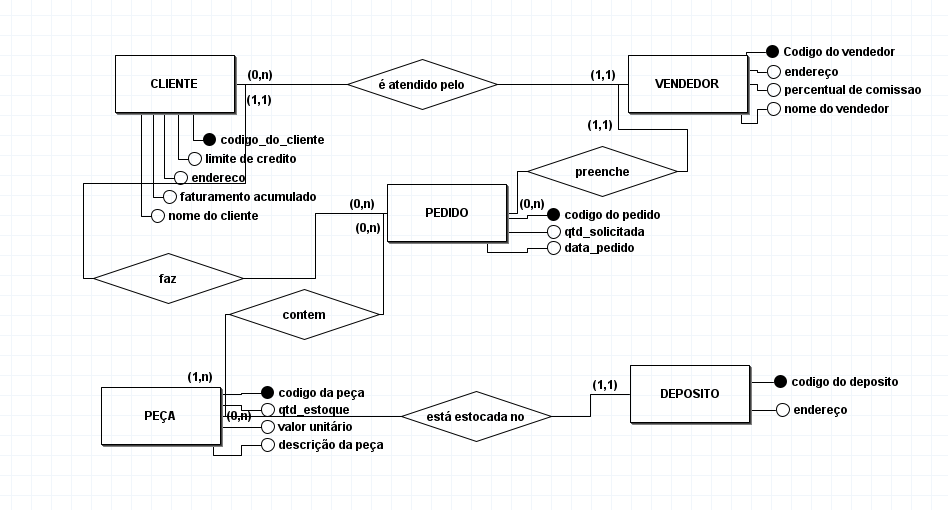 CLIENTE
(0,n)
(1,1)
é atendido pelo
(1,1)
VENDEDOR
Codigo do vendedor
endereço
percentual de comissao
nome do vendedor
codigo_do_cliente
limite de credito
endereco
faturamento acumulado
nome do cliente
(1,1)
preenche
(0,n)
(0,n)
PEDIDO
(0,n)
codigo do pedido
qtd_solicitada
data_pedido
faz
contem
(1,n)
PEÇA
(0,n)
codigo da peça
qtd_estoque
valor unitário
descrição da peça
está estocada no
(1,1)
DEPOSITO
codigo do deposito
endereço